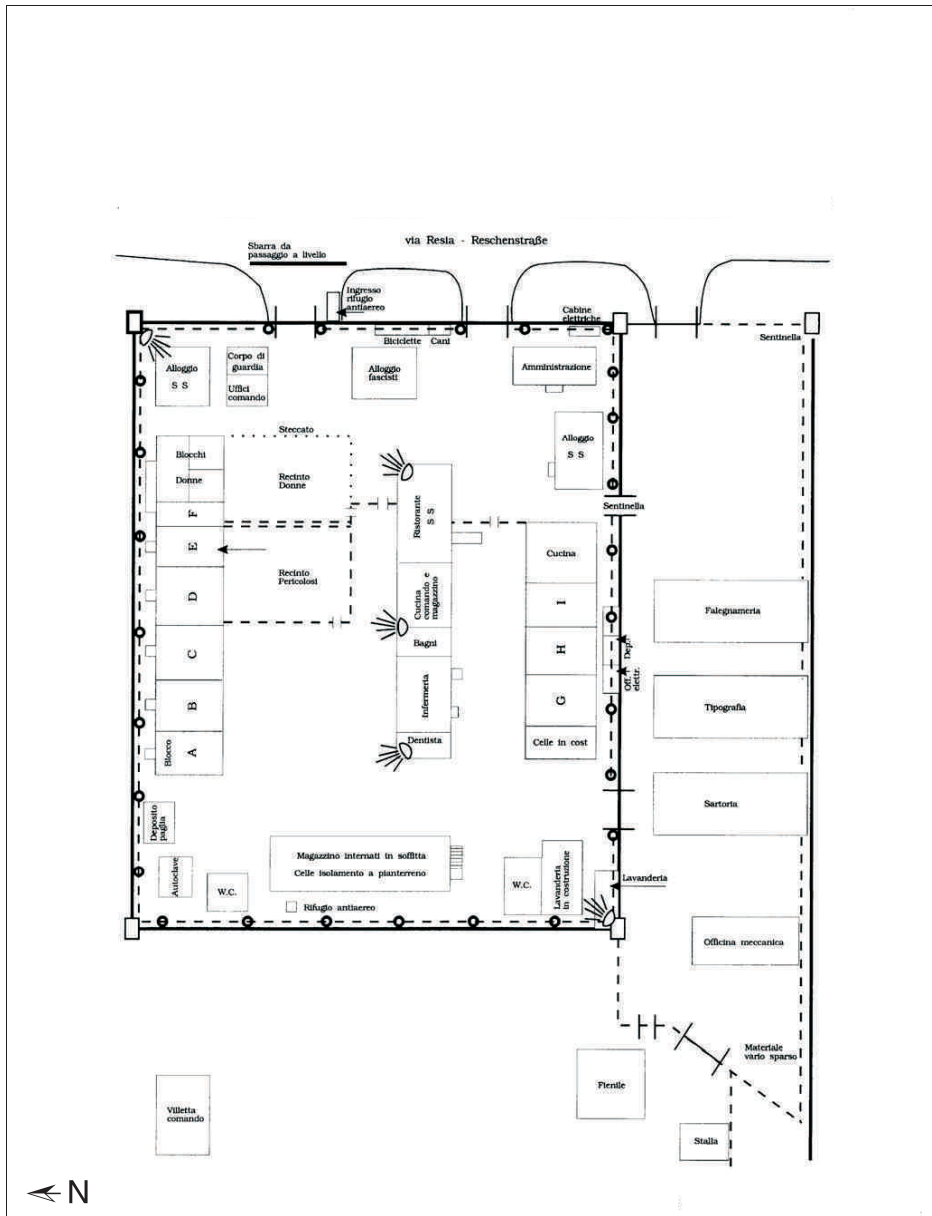 via Resia - Reschenstraße
Sbarra da
passaggio a livello
Ingresso
rifugio
antiaereo
Cabine
elettriche
Biciclette Cani
Sentinella
Alloggio
S S
Corpo di
guardia
Uffici
comando
Alloggio
fascisti
Amministrazione
Alloggio
S S
Steccato
Blocchi
Donne
Recinto
Donne
Ristorante
S S
Sentinella
F
E
Recinto
Pericolosi
Cucina
Cucina
comando e
magazzino
D
I
Falegnameria
Bagni
C
H
Dep.
Off.
elettr.
Infermeria
B
G
Tipografia
Dentista
Blocco
A
Celle in cost
Sartoria
Deposito
paglia
Autoclave
W.C.
Magazzino internati in soffitta
Celle isolamento a pianterreno
W.C.
Lavanderia
in costruzione
Lavanderia
Rifugio antiaereo
Officina meccanica
Materiale
vario sparso
Fienile
Villetta
comando
Stalla
N